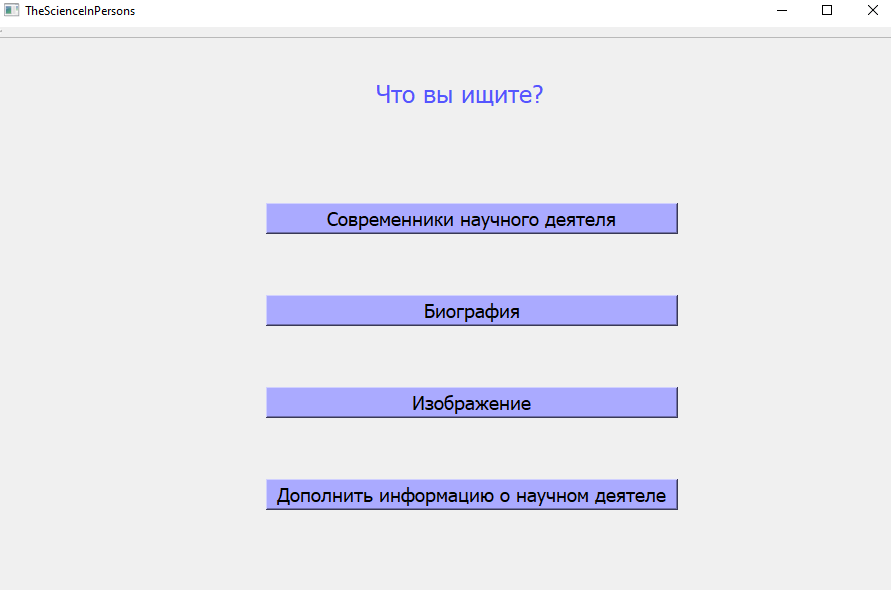 TheScienceInPersons
Что вы ищите?
Современники научного деятеля
Биография
Изображение
Дополнить информацию о научном деятеле